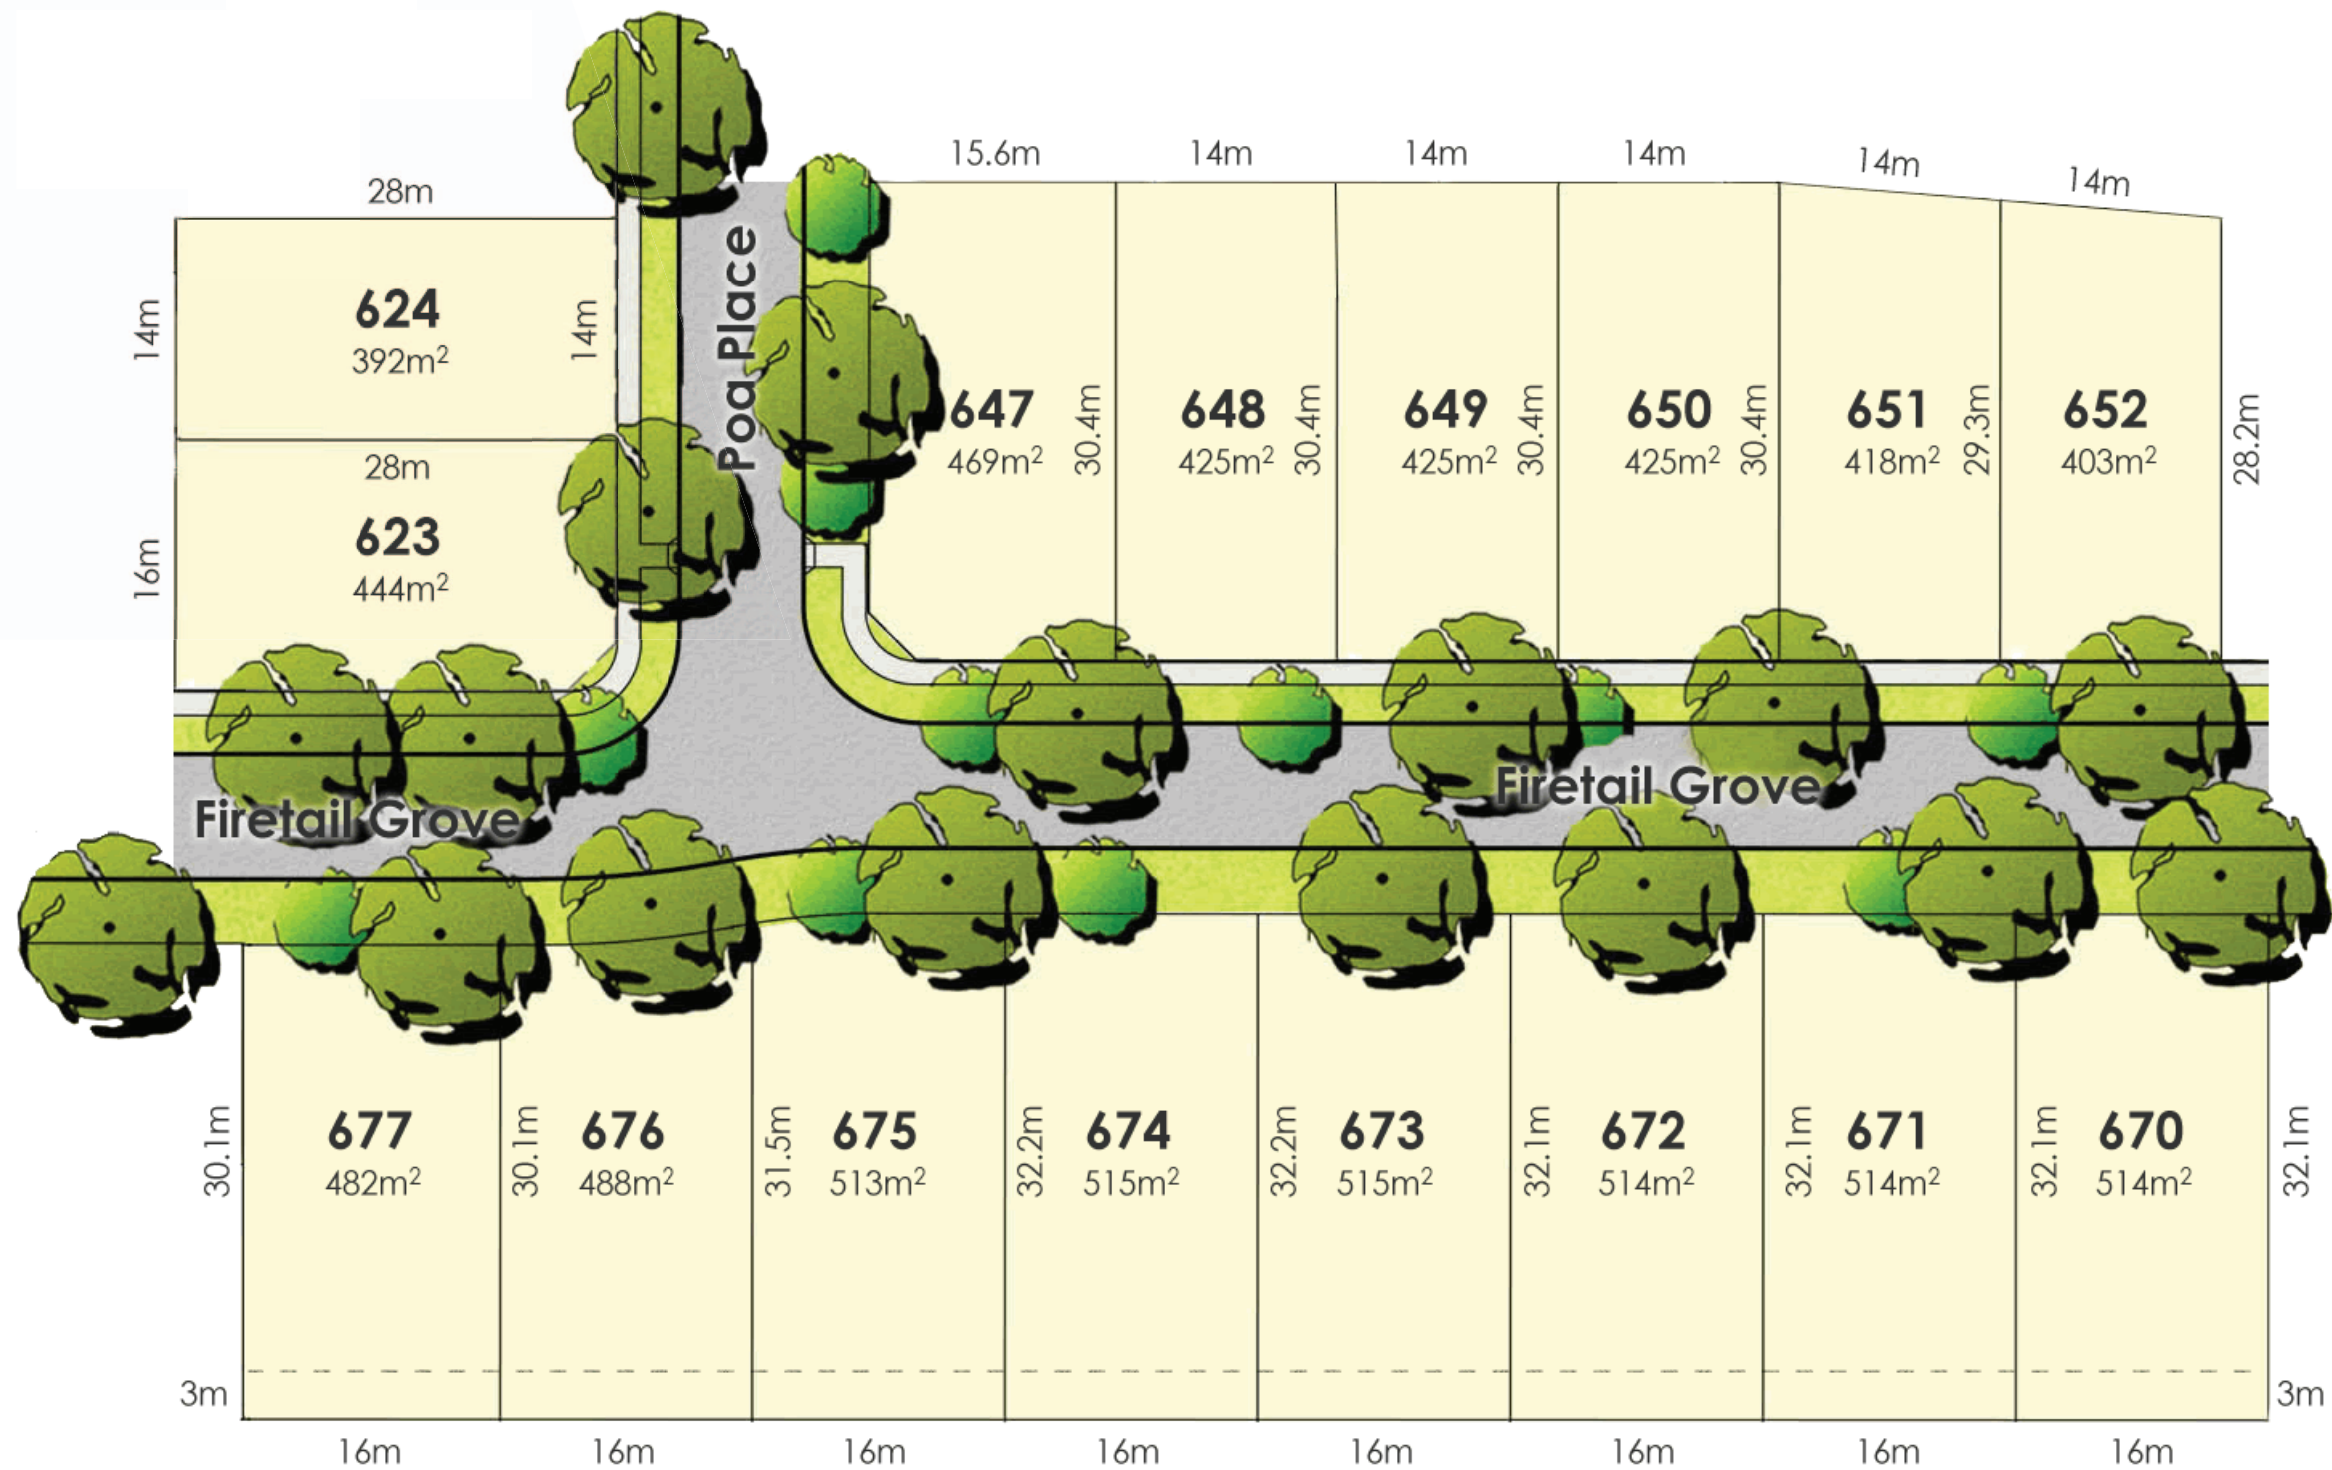 15.6m 14m 14m 14m 14m 14m
28m
624
392m²
14m
14m
28m
623
444m²
16m
Poa Place
647
469m²
30.4m
648
425m²
30.4m
649
425m²
30.4m
650
425m²
30.4m
651
418m²
29.3m
652
403m²
28.2m
Firetail Grove
Firetail Grove
30.1m
677
482m²
30.1m
676
488m²
31.5m
675
513m²
32.2m
674
515m²
32.2m
673
515m²
32.1m
672
514m²
32.1m
671
514m²
32.1m
670
514m²
32.1m
3m
3m
16m 16m 16m 16m 16m 16m 16m 16m